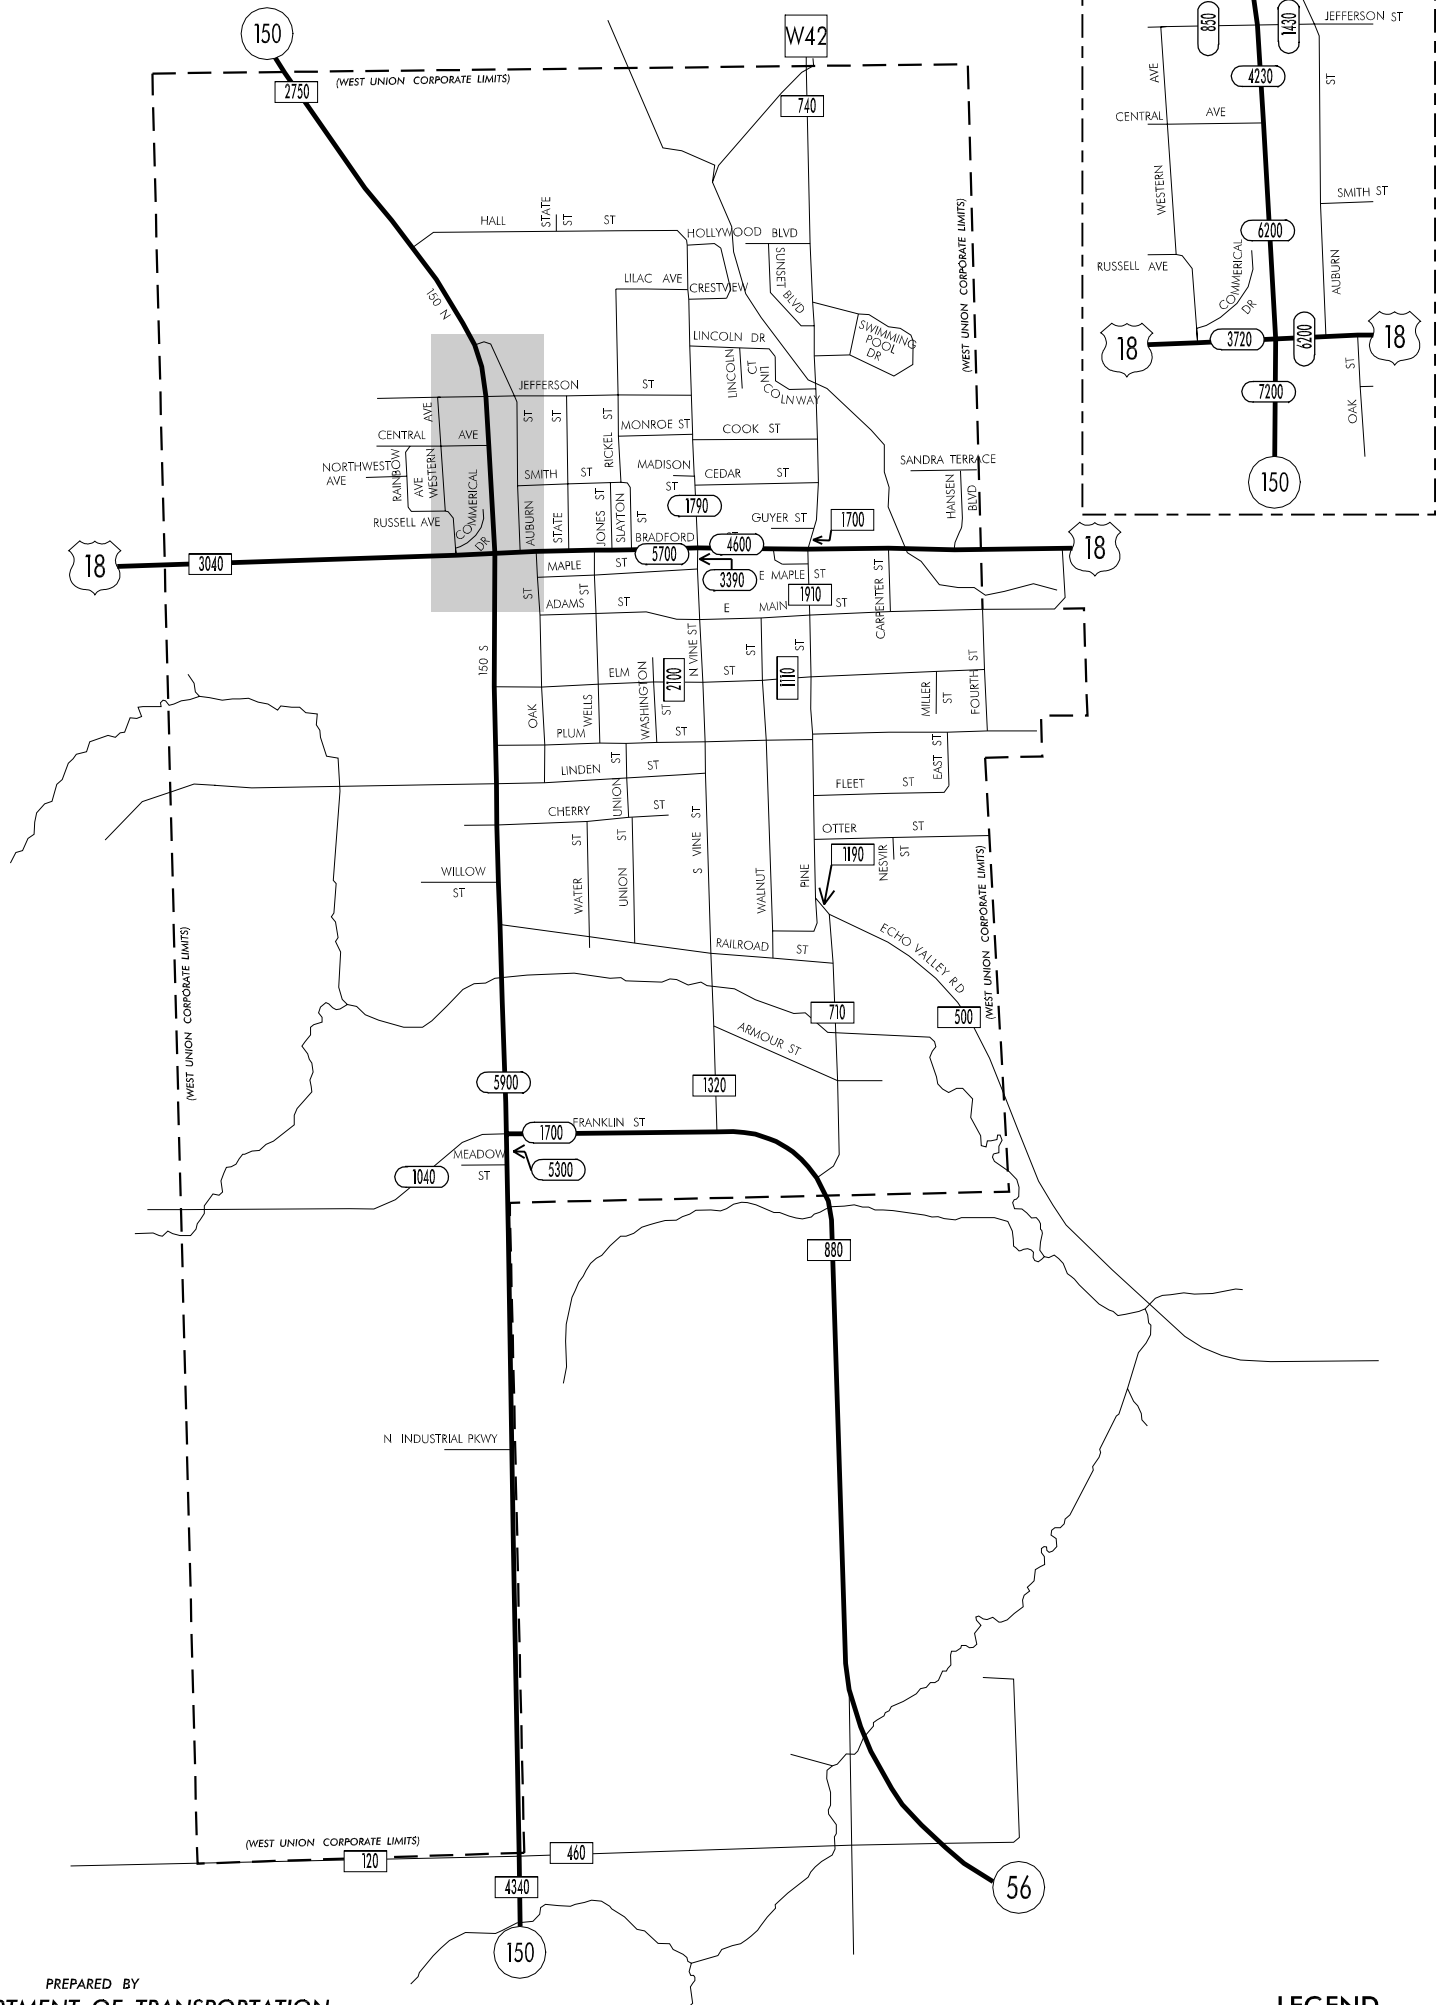 150
W42
(WEST UNION CORPORATE LIMITS)
2750
740
850
1430
JEFFERSON ST
4230
AVE
ST
CENTRAL AVE
WESTERN
SMITH ST
6200
RUSSELL AVE
COMMERICAL DR
AUBURN
18
3720
6200
18
7200
OAK ST
150
HALL ST
STATE ST
HOLLYWOOD BLVD
SUNSET BLVD
LILAC AVE
CRESTVIEW
(WEST UNION CORPORATE LIMITS)
150 N
LINCOLN DR
LINCOLN CT
LINCOLNWAY
SWIMMING
POOL
DR
JEFFERSON ST
AVE
ST
ST
RICKEL ST
MONROE ST
COOK ST
CENTRAL AVE
NORTHWEST
AVE
RAINBOW AVE
WESTERN
COMMERICAL DR
SMITH ST
MADISON ST
CEDAR ST
SANDRA TERRACE
HANSEN BLVD
RUSSELL AVE
AUBURN
STATE
JONES ST
SLAYTON ST
1790
GUYER ST
1700
BRADFORD ST
18
3040
5700
4600
18
MAPLE ST
3390
E MAPLE ST
ADAMS ST
ST
ST
E MAIN ST
1910
CARPENTER ST
150 S
ELM ST
WASHINGTON ST
2100
N VINE ST
ST
1110
ST
MILLER ST
FOURTH ST
OAK
WELLS
PLUM ST
LINDEN ST
UNION ST
FLEET ST
EAST ST
CHERRY ST
OTTER ST
WATER ST
UNION ST
S VINE ST
WALNUT
PINE
1190
NESVIR ST
WILLOW
ST
(WEST UNION CORPORATE LIMITS)
(WEST UNION CORPORATE LIMITS)
RAILROAD ST
ECHO VALLEY RD
710
500
ARMOUR ST
5900
1320
1700
FRANKLIN ST
MEADOW
ST
1040
5300
880
N INDUSTRIAL PKWY
(WEST UNION CORPORATE LIMITS)
120
460
4340
56
150
PREPARED BY
OF TRANSPORTATION
LEGEND